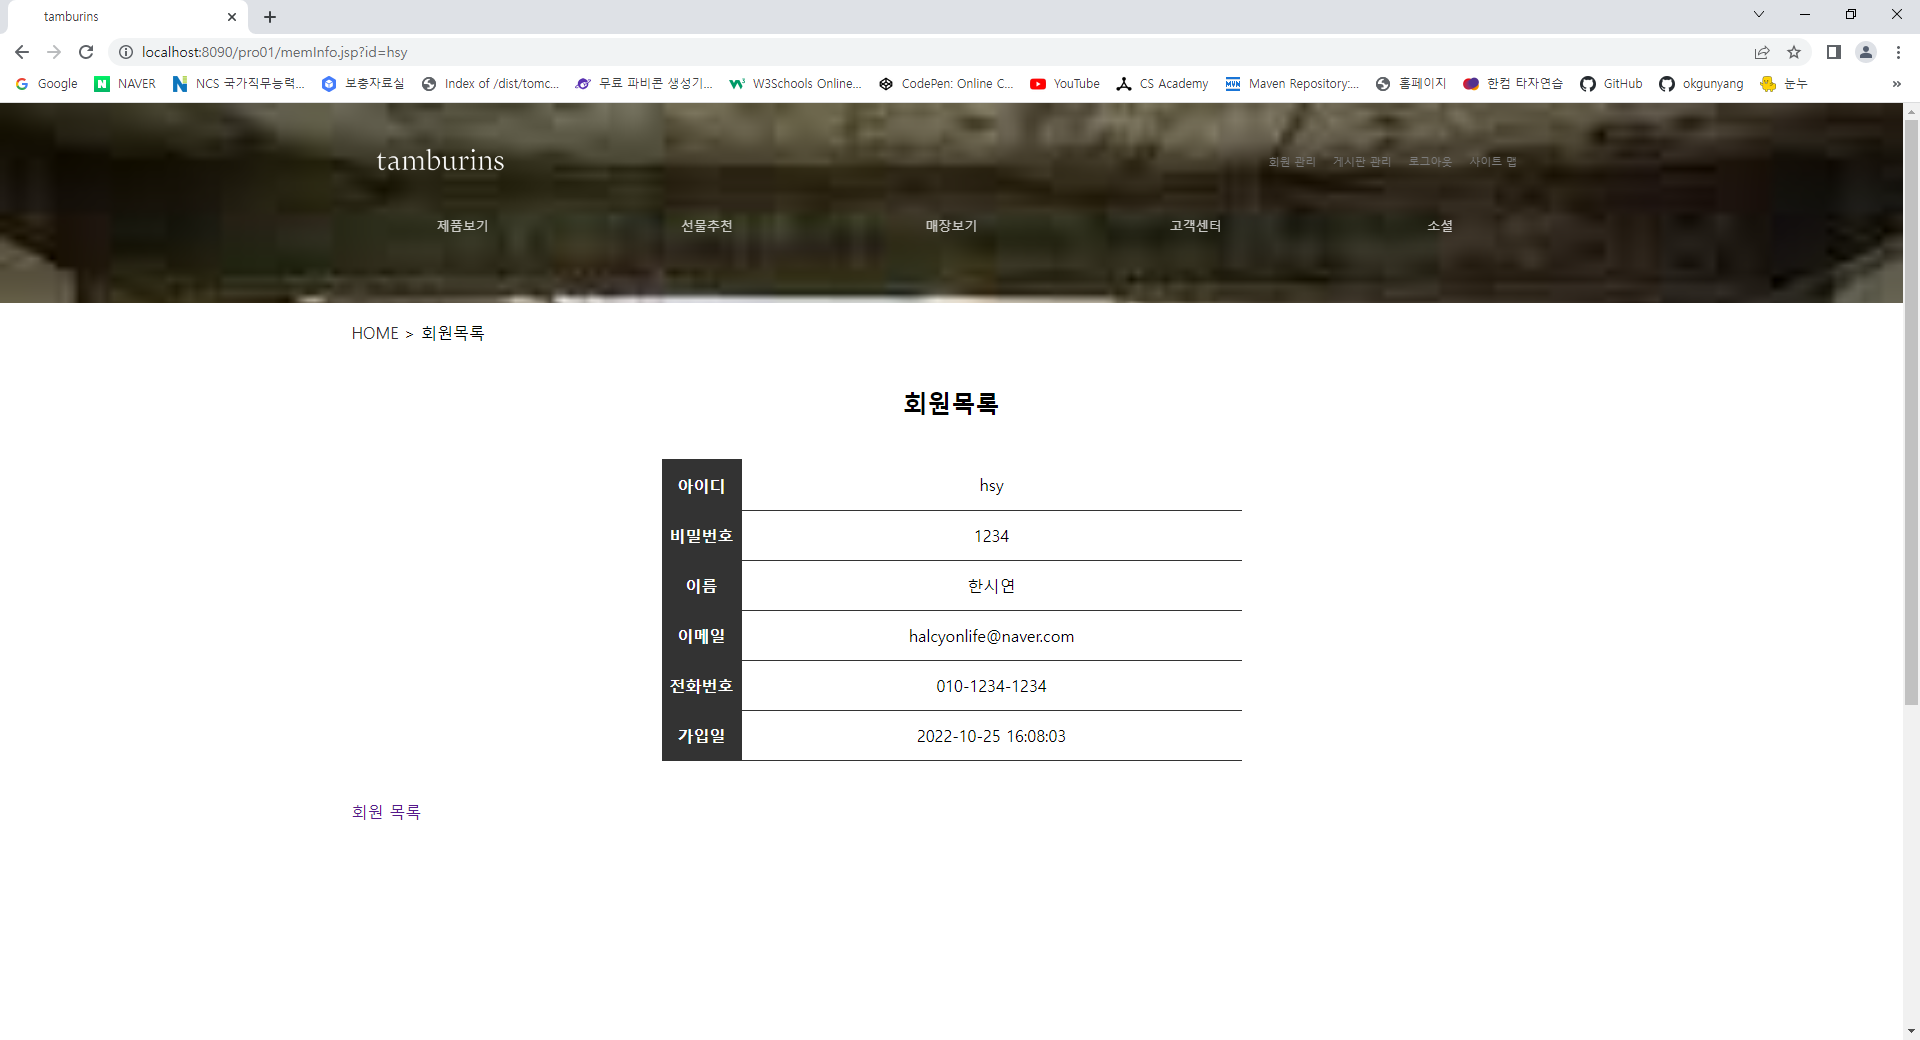 tamburins
localhost:8090/pro01/memInfo.jsp?id=hsy
Google NAVER NCS 국가직무능력... 보충자료실 Index of /dist/tomc... 무료 파비콘 생성기... W3Schools Online... CodePen: Online C... YouTube CS Academy Maven Repository:... 홈페이지 한컴 타자연습 GitHub okgunyang 눈누 »
tamburins
회원 관리 게시판 관리 로그아웃 사이트 맵
제품보기 선물추천 매장보기 고객센터 소셜
HOME > 회원목록
회원목록
아이디 hsy
비밀번호 1234
이름 한시연
이메일 halcyonlife@naver.com
전화번호 010-1234-1234
가입일 2022-10-25 16:08:03
회원 목록